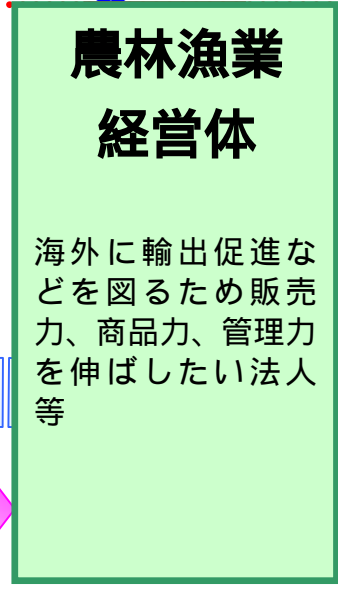 農林漁業
経営体
海外に輸出促進な
どを図るため販売
力、商品力、管理力
を伸ばしたい法人
等